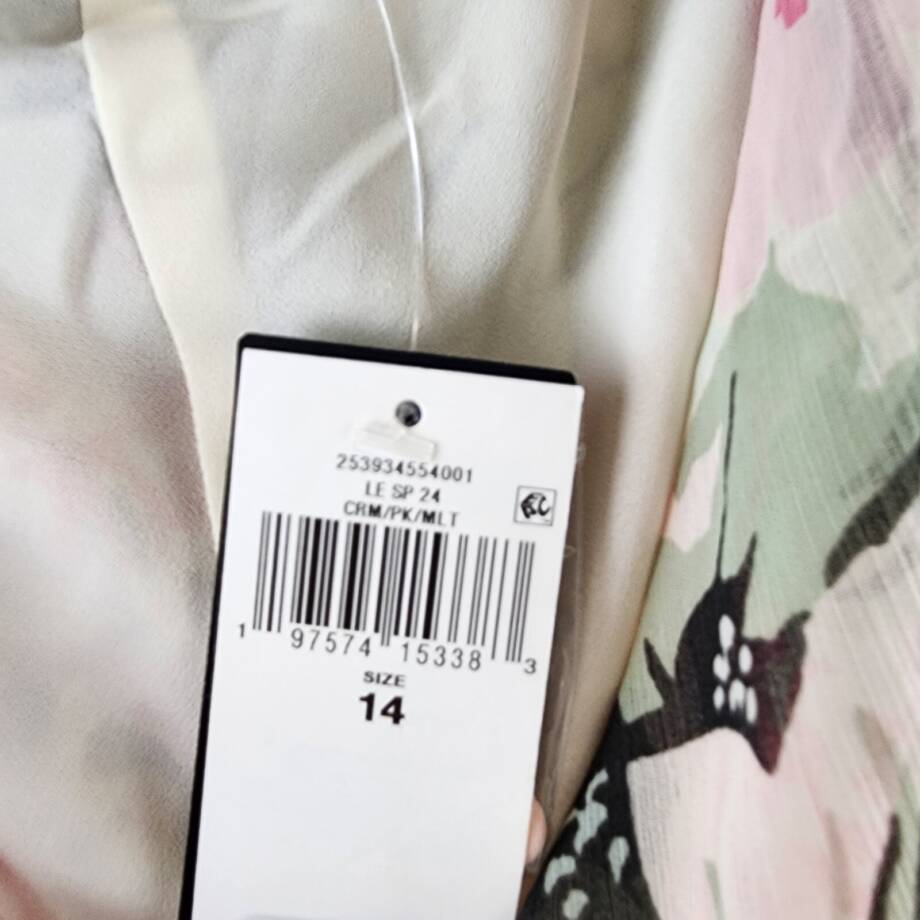 253934554001
LE SP 24
CRM/PK/MLT
1 97574 15338 3
SIZE
14